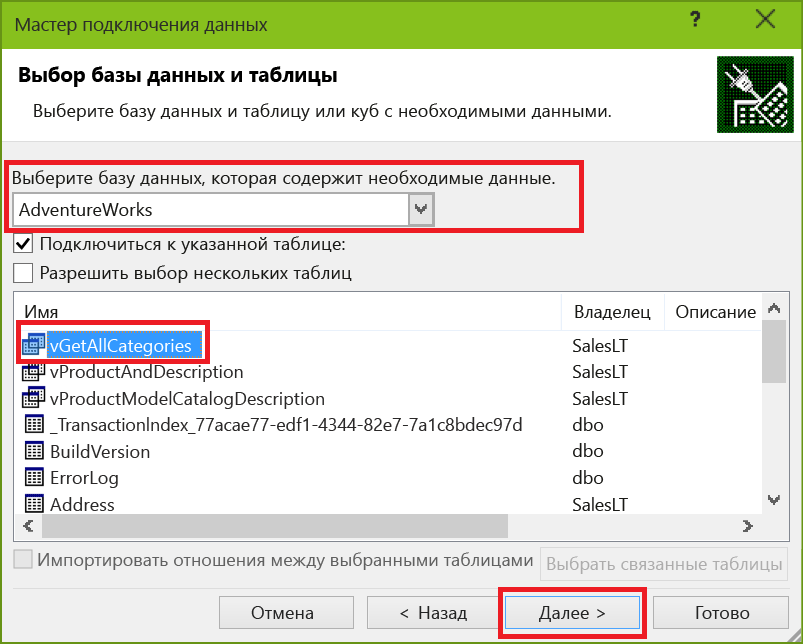 Мастер подключения данных ?
Выбор базы данных и таблицы
Выберите базу данных и таблицу или куб с необходимыми данными.
Выберите базу данных, которая содержит необходимые данные.
AdventureWorks
Подключиться к указанной таблице:
Разрешить выбор нескольких таблиц
Имя Владелец Описание
vGetAllCategories SalesLT
vProductAndDescription SalesLT
vProductModelCatalogDescription SalesLT
_TransactionIndex_77acae77-edf1-4344-82e7-7a1c8bdec97d dbo
BuildVersion dbo
ErrorLog dbo
Address SalesLT
Импортировать отношения между выбранными таблицами Выбрать связанные таблицы
Отмена < Назад Далее > Готово